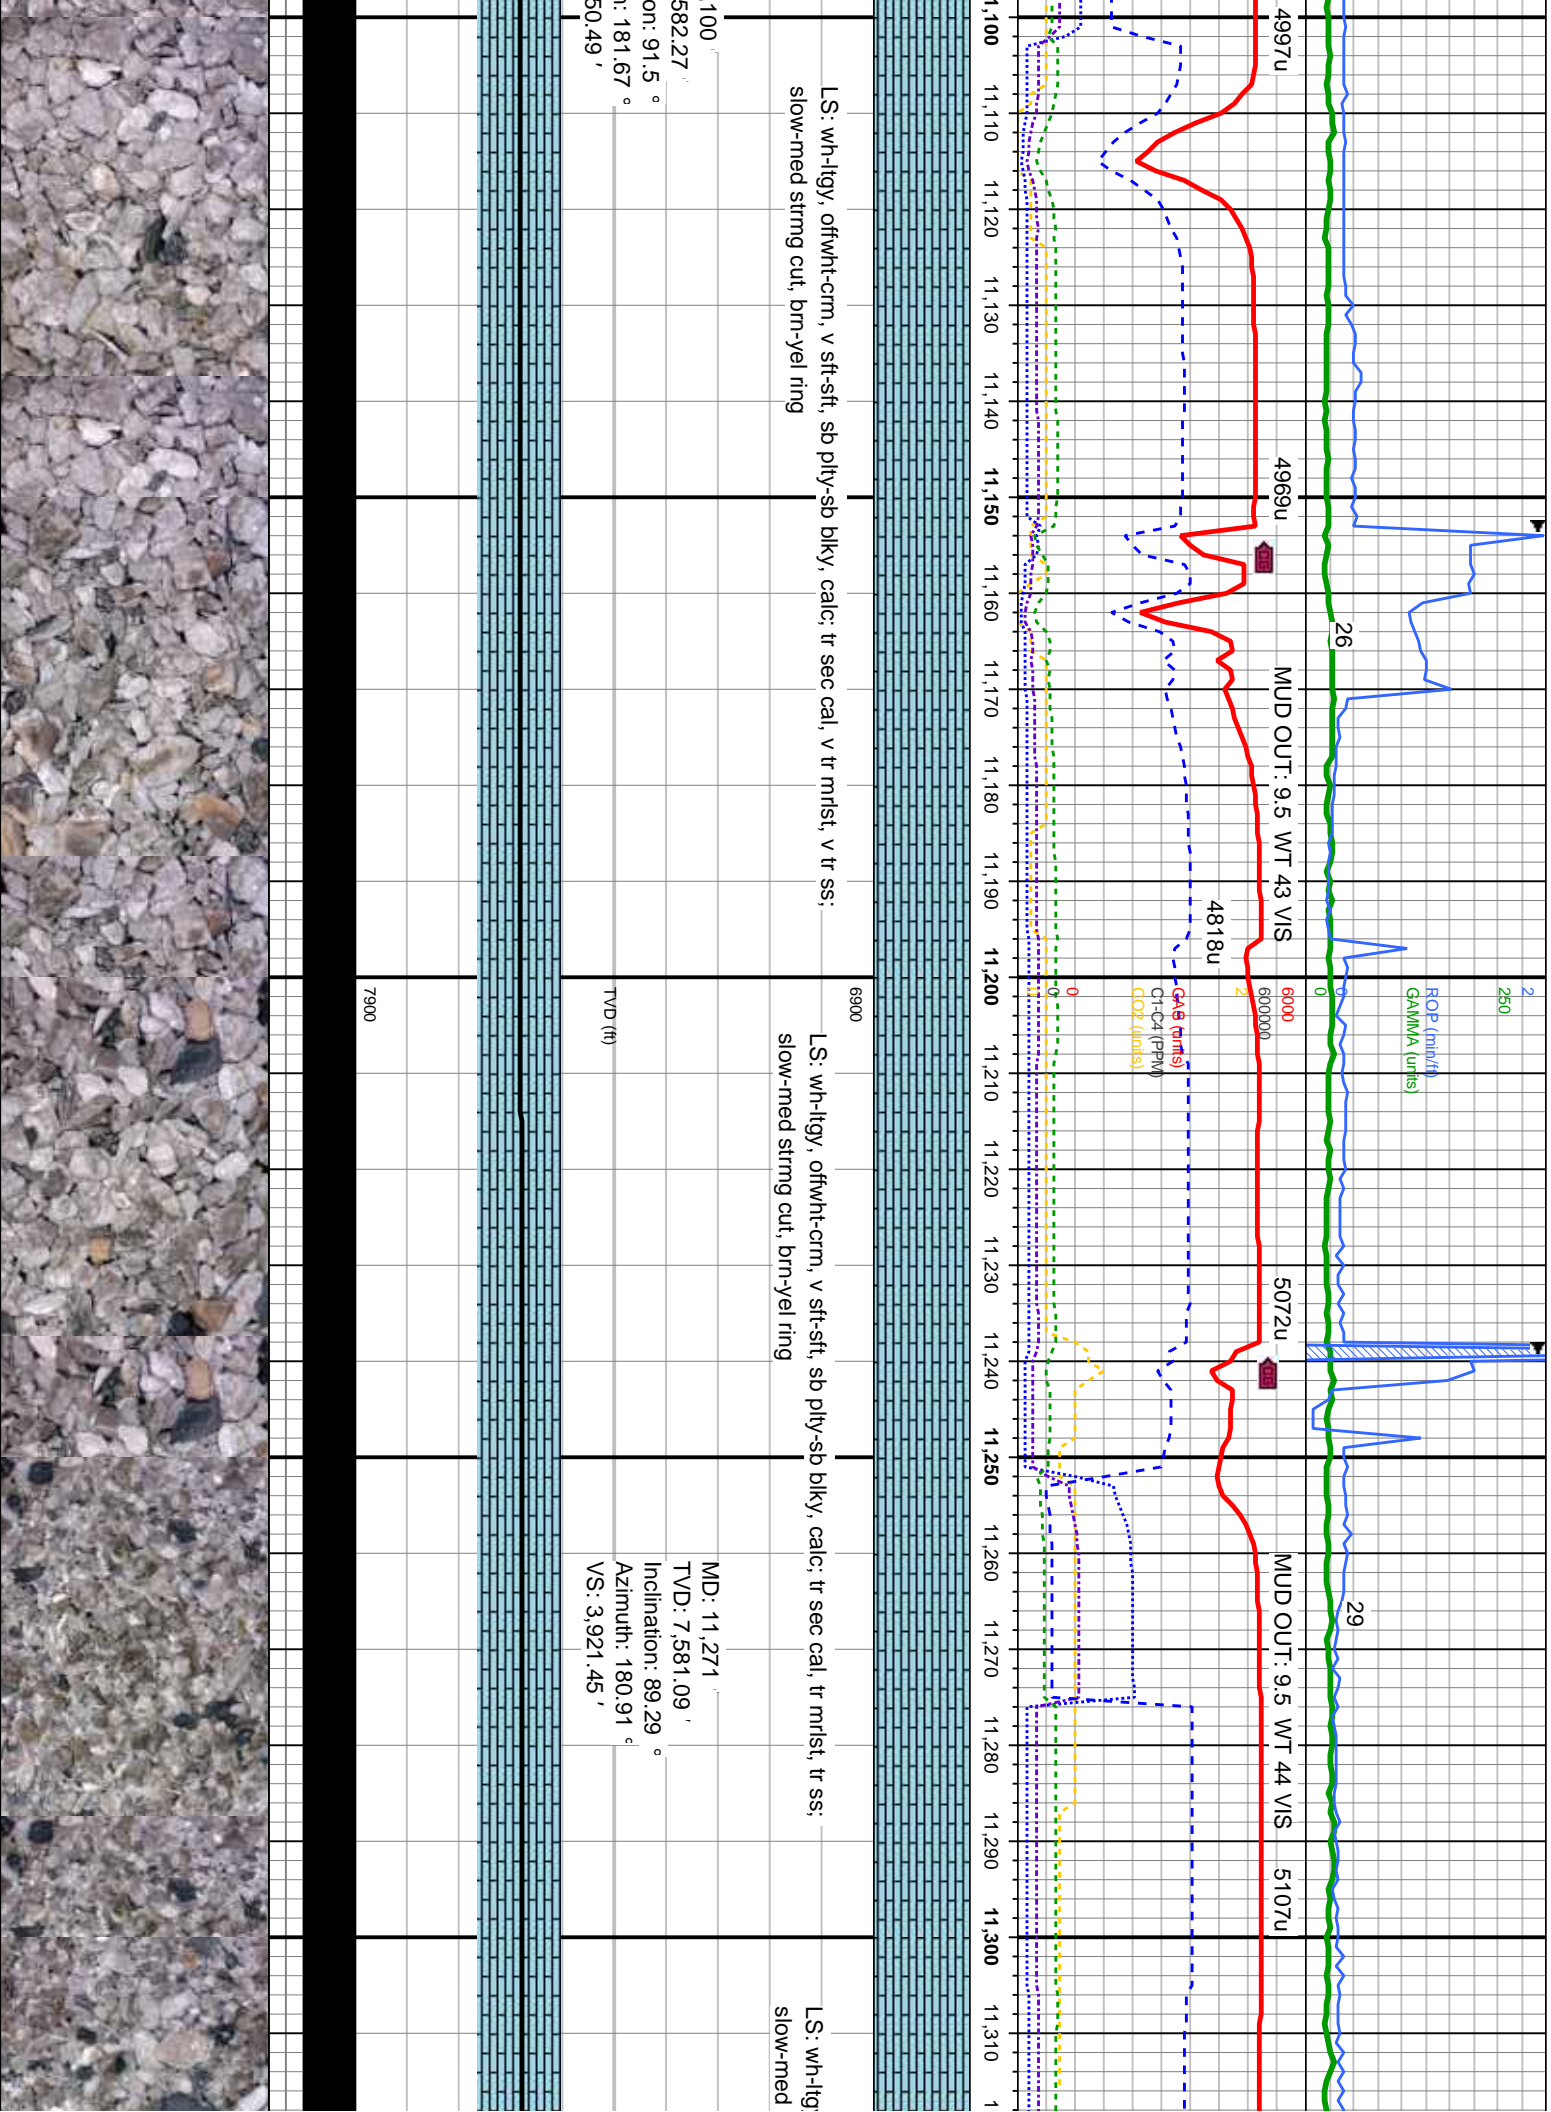 4997u
4969u
26
MUD OUT: 9.5 WT 43 VIS
4818u
2
250
ROP (min/ft)
GAMMA (units)
0
0
6000
600000
2
GAS (units)
C1-C4 (PPM)
CO2 (units)
0
0
5072u
29
MUD OUT: 9.5 WT 44 VIS
5107u
1,100
11,110
11,120
11,130
11,140
11,150
11,160
11,170
11,180
11,190
11,200
11,210
11,220
11,230
11,240
11,250
11,260
11,270
11,280
11,290
11,300
11,310
1
LS: wh-ltgy, offwht-crm, v sft-sft, sb plty-sb blky, calc; tr sec cal, v tr mrlst, v tr ss;
slow-med strmg cut, brn-yel ring
6900
TVD (ft)
7900
LS: wh-ltgy, offwht-crm, v sft-sft, sb plty-sb blky, calc; tr sec cal, tr mrlst, tr ss;
slow-med strmg cut, brn-yel ring
LS: wh-ltgy
slow-med
,100 '
582.27 '
on: 91.5 °
n: 181.67 °
50.49 '
MD: 11,271 '
TVD: 7,581.09 '
Inclination: 89.29 °
Azimuth: 180.91 °
VS: 3,921.45 '